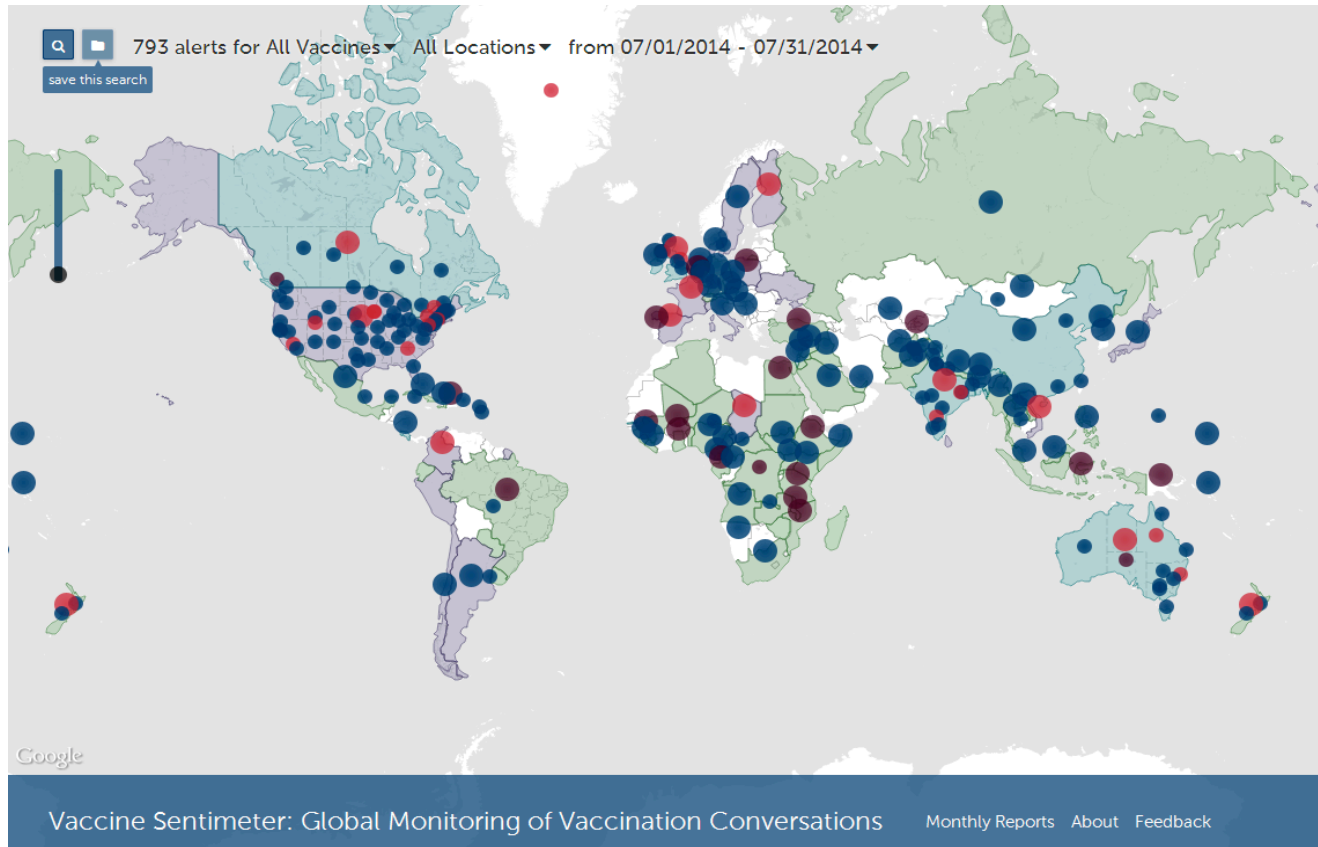 793 alerts for All Vaccines All Locations from 07/01/2014 - 07/31/2014
save this search
Google
Vaccine Sentimeter: Global Monitoring of Vaccination Conversations Monthly Reports About Feedback